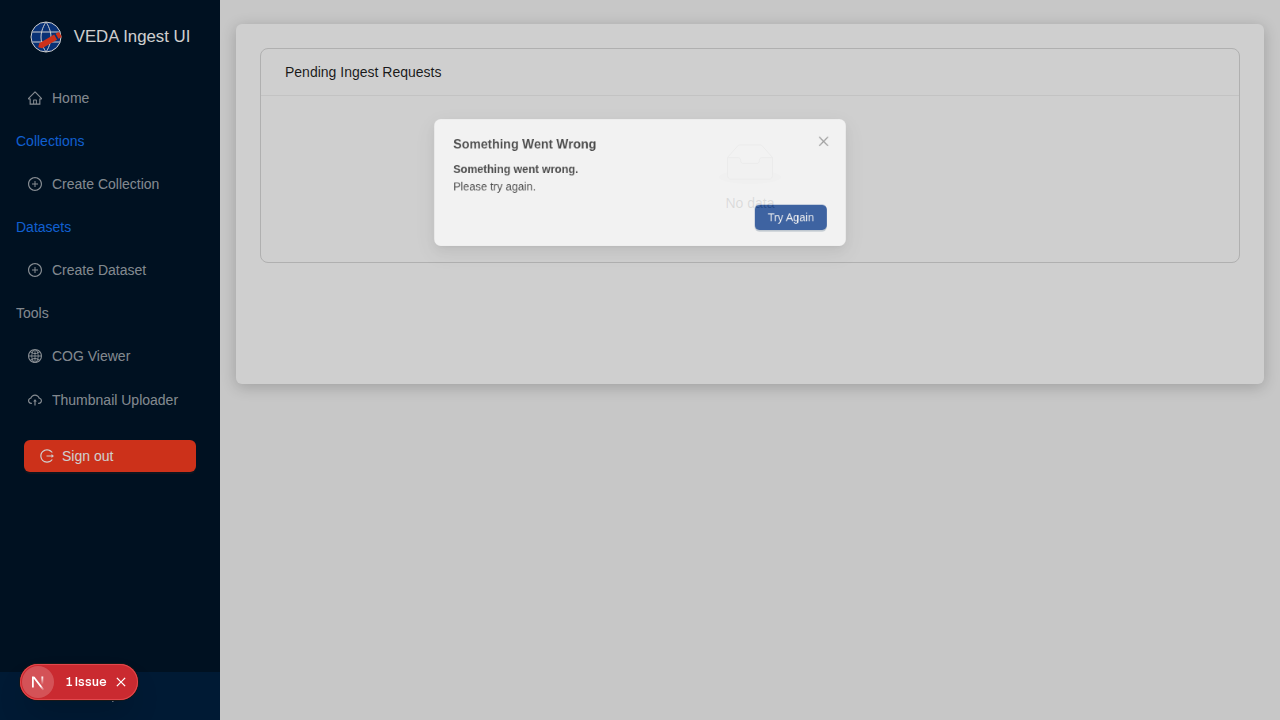 VEDA Ingest UI
Home
Collections
Create Collection
Datasets
Create Dataset
Tools
COG Viewer
Thumbnail Uploader
Sign out
1 Issue
Pending Ingest Requests
Something Went Wrong
Something went wrong.
Please try again.
No data
Try Again